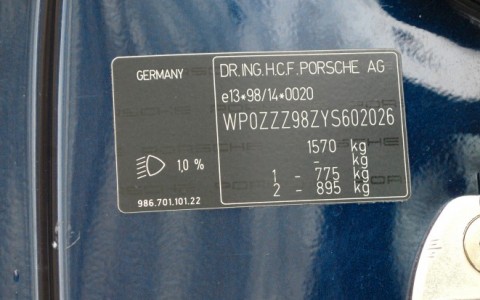 GERMANY
DR.ING.H.C.F.PORSCHE AG
e13*98/14*0020
WP0ZZZ98ZYS602026
1570 kg
- kg
1,0 %
1 - 775 kg
2 - 895 kg
986.701.101.22